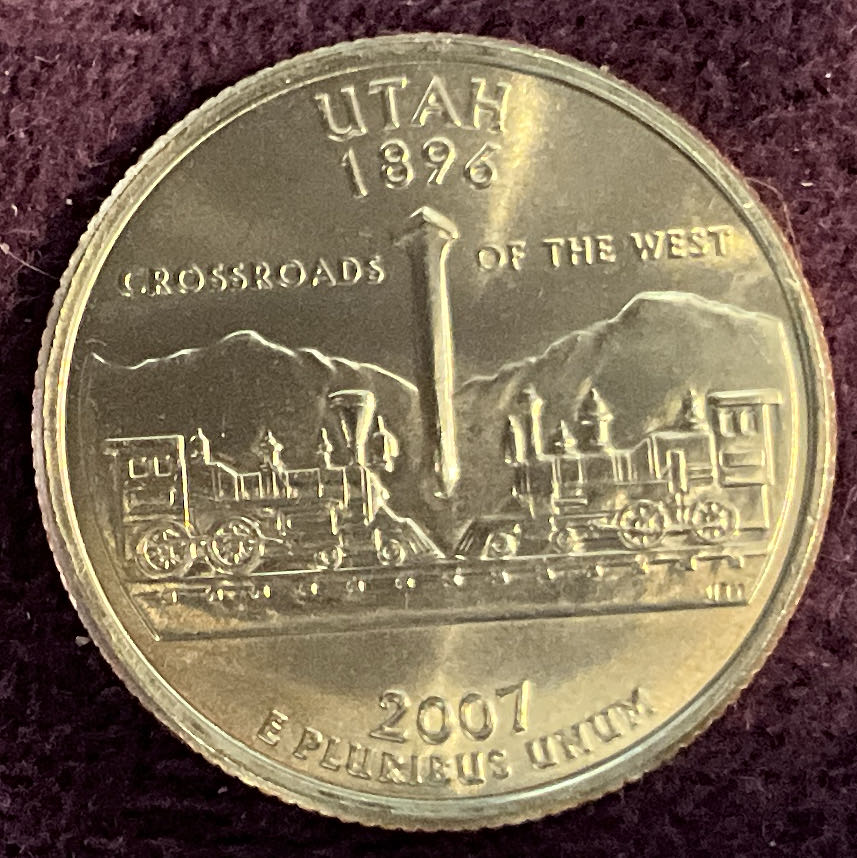 UTAH
1896
CROSSROADS OF THE WEST
2007
E PLURIBUS UNUM